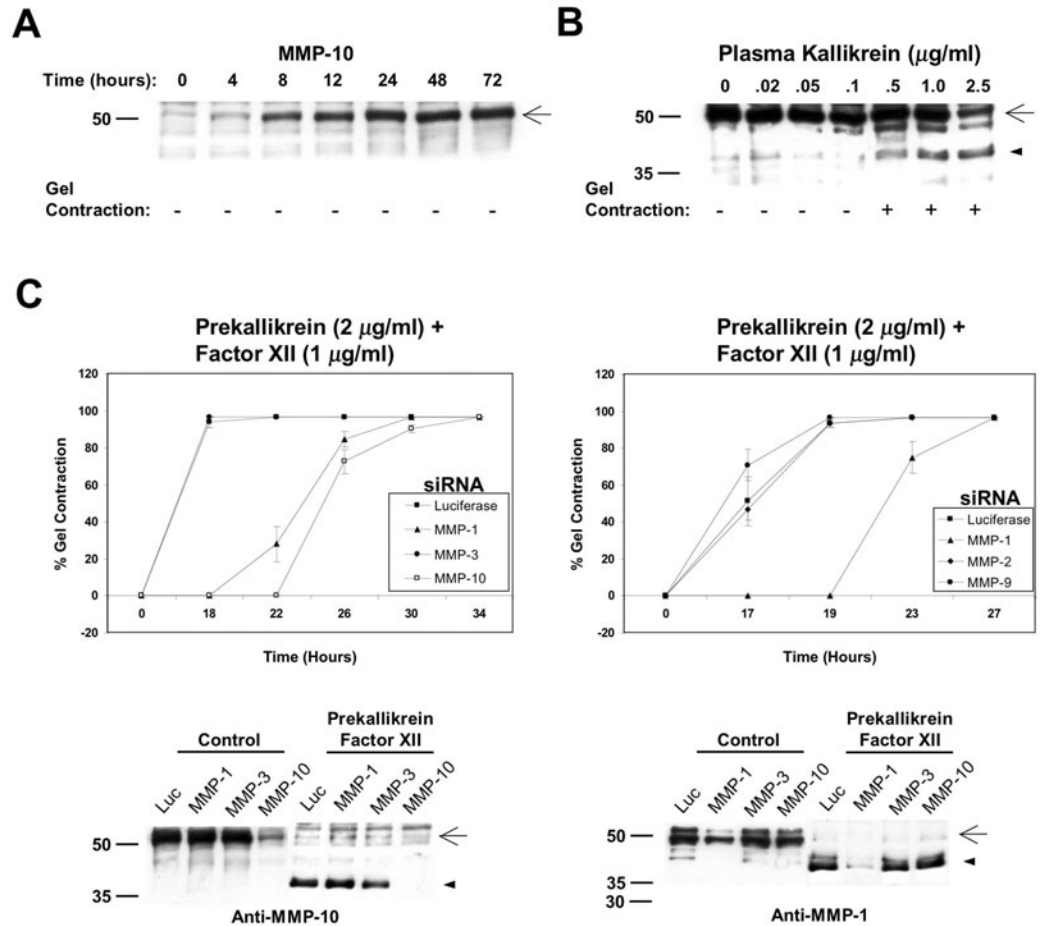 A
MMP-10
Time (hours): 0 4 8 12 24 48 72
50
Gel
Contraction: - - - - - - -
B
Plasma Kallikrein (μg/ml)
0 .02 .05 .1 .5 1.0 2.5
50
35
Gel
Contraction: - - - - + + +
C
Prekallikrein (2 μg/ml) +
Factor XII (1 μg/ml)
120
100
80
60
40
20
0
-20
% Gel Contraction
0 18 22 26 30 34
Time (Hours)
siRNA
Luciferase
MMP-1
MMP-3
MMP-10
Prekallikrein (2 μg/ml) +
Factor XII (1 μg/ml)
120
100
80
60
40
20
0
-20
% Gel Contraction
0 17 19 23 27
Time (Hours)
siRNA
Luciferase
MMP-1
MMP-2
MMP-9
Control
Prekallikrein
Factor XII
Luc MMP-1 MMP-3 MMP-10 Luc MMP-1 MMP-3 MMP-10
50
35
Anti-MMP-10
Control
Prekallikrein
Factor XII
Luc MMP-1 MMP-3 MMP-10 Luc MMP-1 MMP-3 MMP-10
50
35
30
Anti-MMP-1